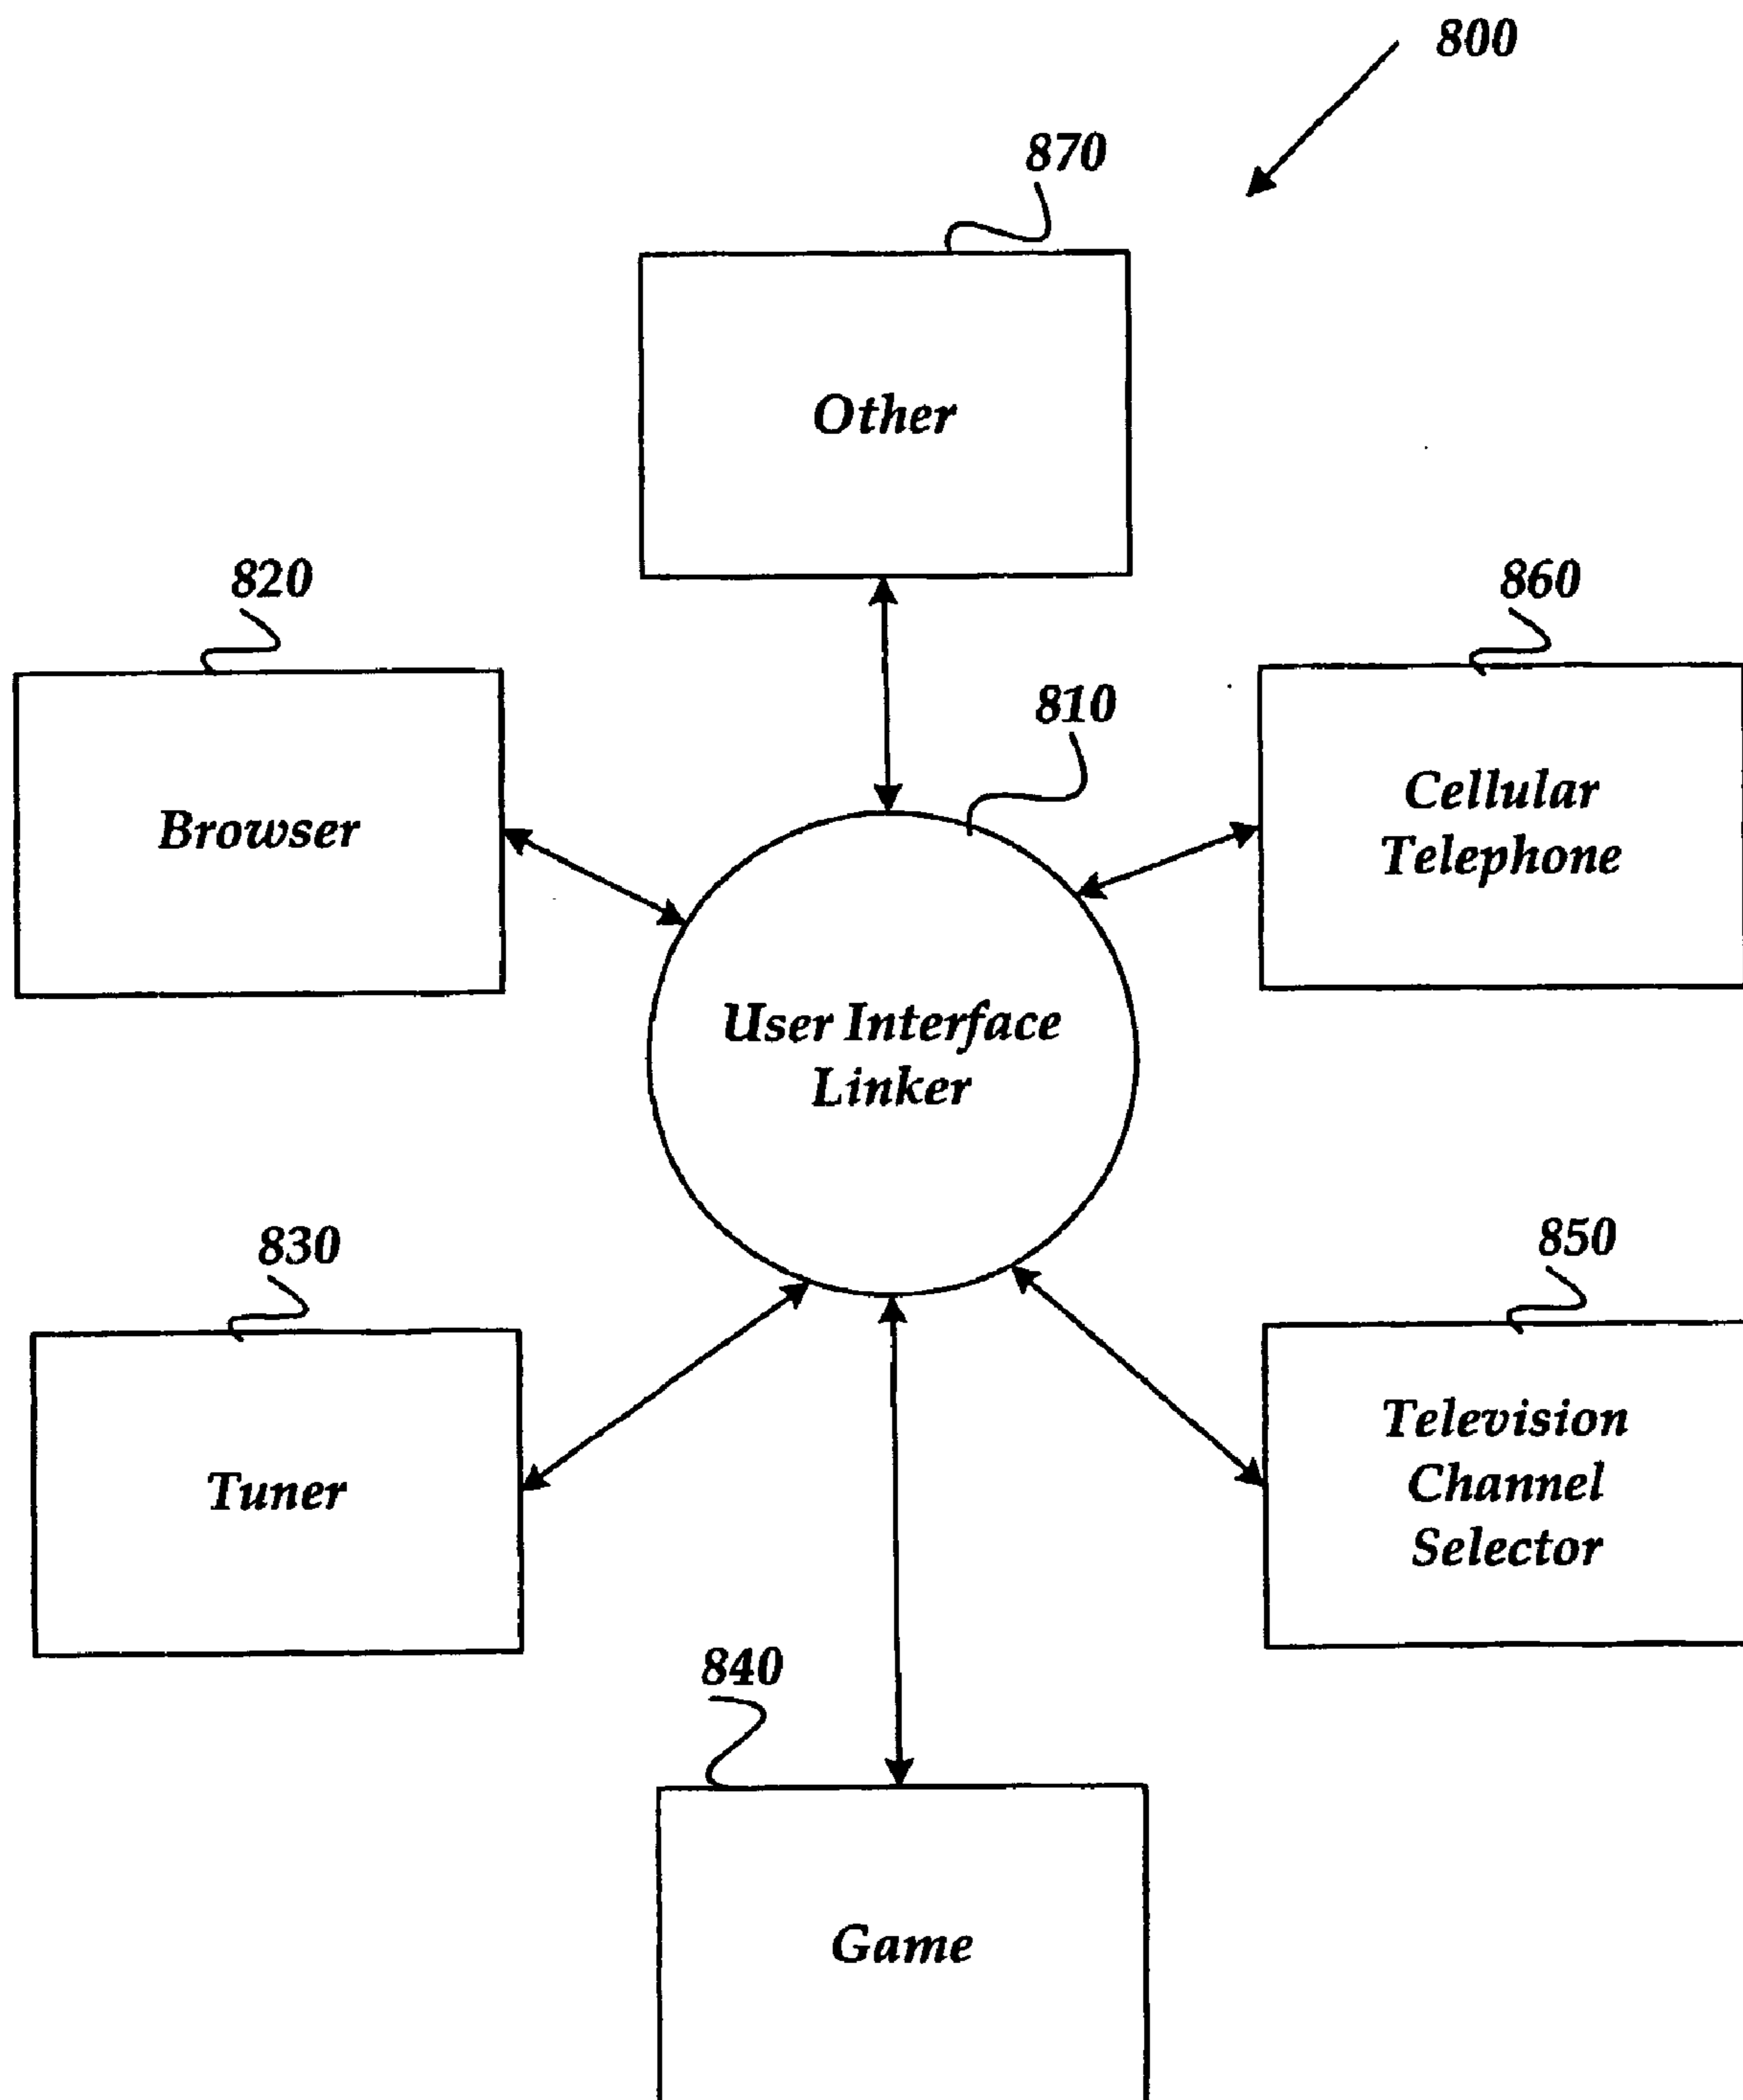 800
870
Other
820
860
810
Browser
Cellular
Telephone
User Interface
Linker
830
850
Tuner
Television
Channel
Selector
840
Game